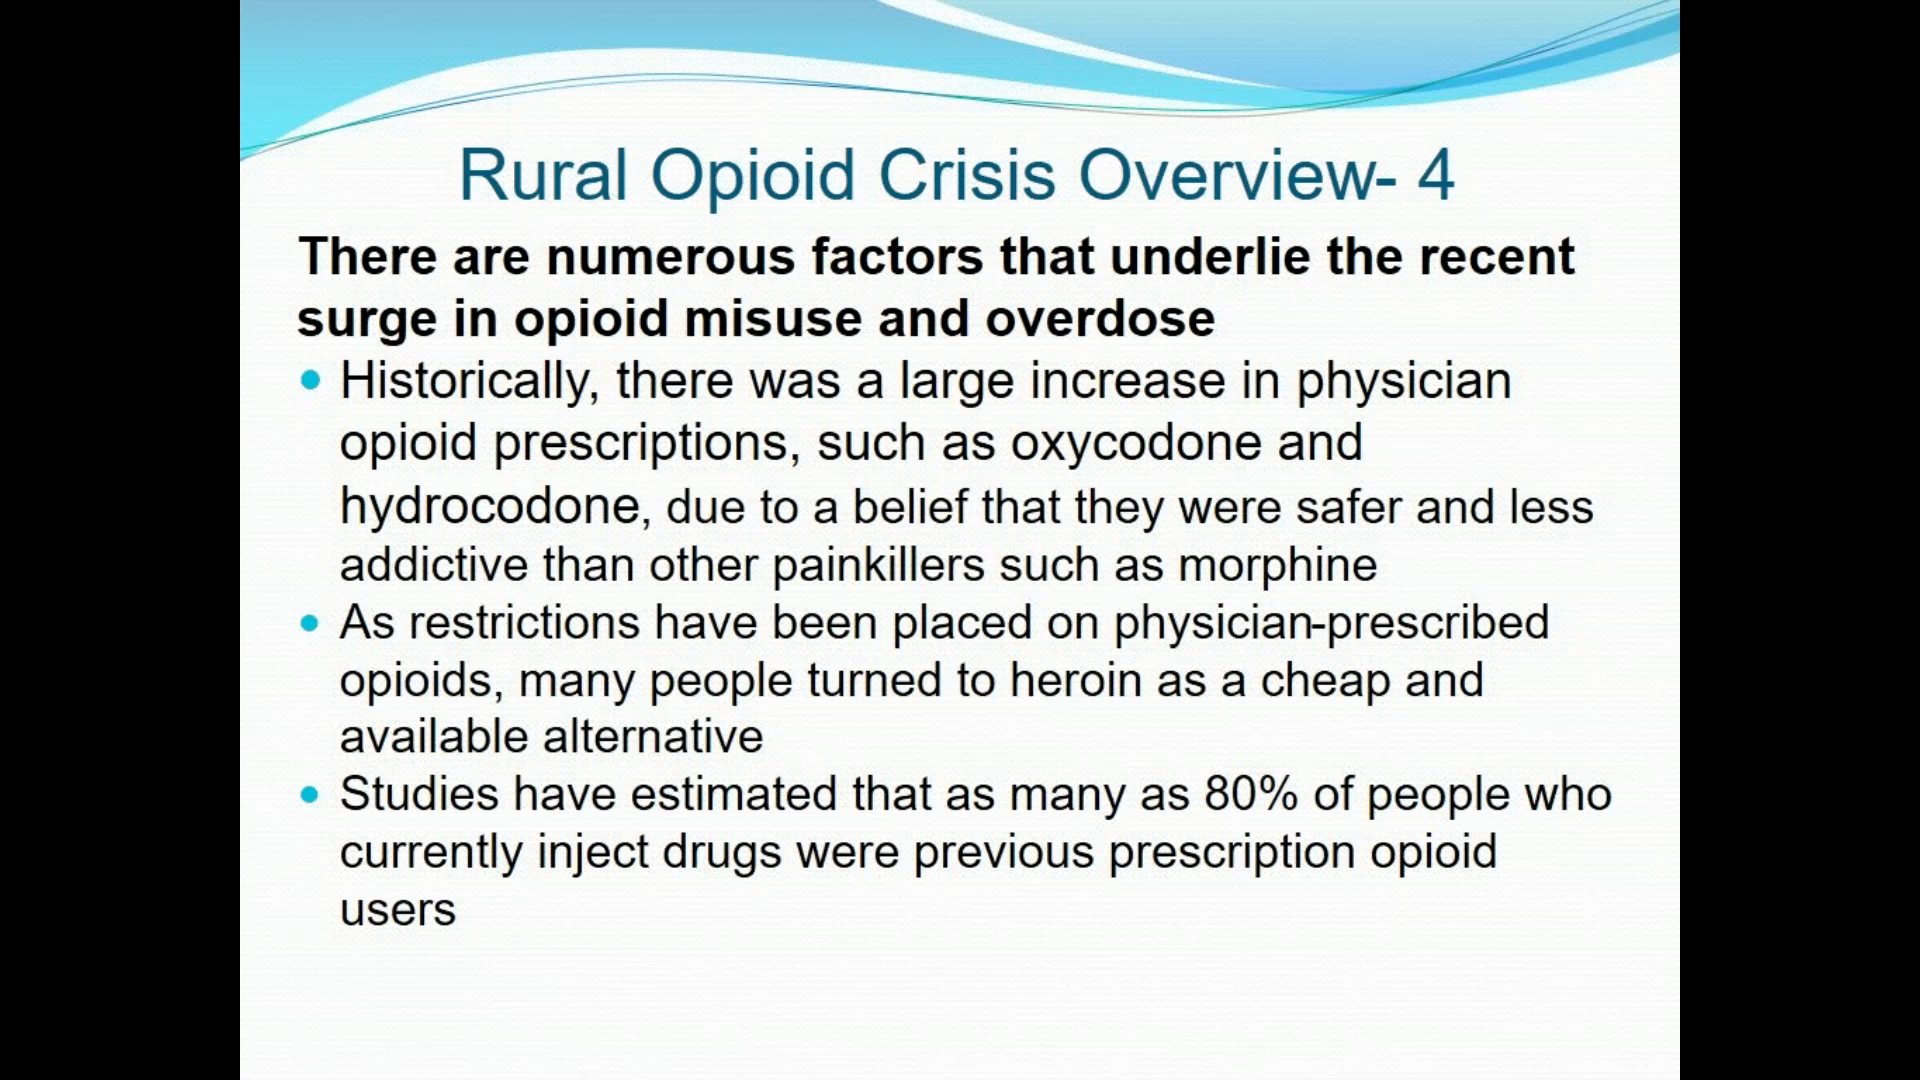 Rural Opioid Crisis Overview- 4
There are numerous factors that underlie the recent
surge in opioid misuse and overdose
• Historically, there was a large increase in physician
opioid prescriptions, such as oxycodone and
hydrocodone, due to a belief that they were safer and less
addictive than other painkillers such as morphine
• As restrictions have been placed on physician-prescribed
opioids, many people turned to heroin as a cheap and
available alternative
• Studies have estimated that as many as 80% of people who
currently inject drugs were previous prescription opioid
users